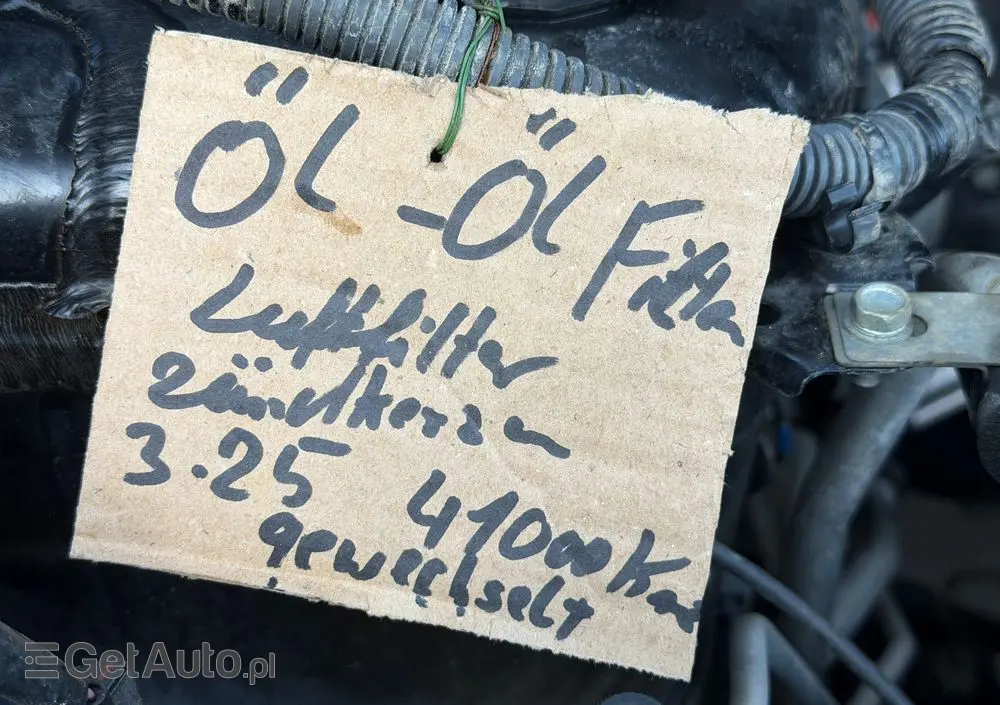 ÖL - Öl Filter
Luftfilter
Zündkerzen
3.25 41000 Km
gewechselt
GetAuto.pl